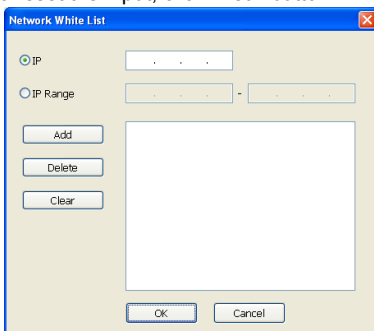 Network White List
IP
. . .
IP Range
. . . - . . .
Add
Delete
Clear
OK Cancel